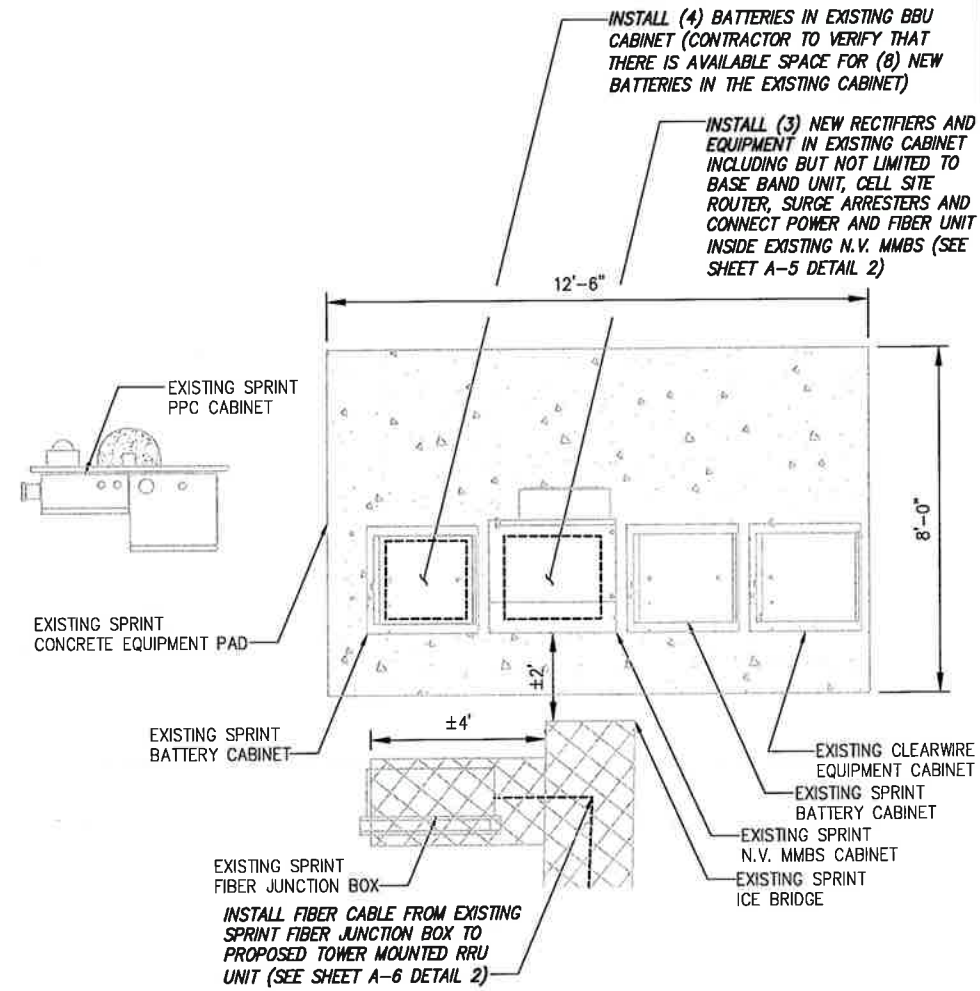 INSTALL (4) BATTERIES IN EXISTING BBU
CABINET (CONTRACTOR TO VERIFY THAT
THERE IS AVAILABLE SPACE FOR (8) NEW
BATTERIES IN THE EXISTING CABINET)
INSTALL (3) NEW RECTIFIERS AND
EQUIPMENT IN EXISTING CABINET
INCLUDING BUT NOT LIMITED TO
BASE BAND UNIT, CELL SITE
ROUTER, SURGE ARRESTERS AND
CONNECT POWER AND FIBER UNIT
INSIDE EXISTING N.V. MMBS (SEE
SHEET A-5 DETAIL 2)
12'-6"
EXISTING SPRINT
PPC CABINET
8'-0"
EXISTING SPRINT
CONCRETE EQUIPMENT PAD
±2'
EXISTING SPRINT
BATTERY CABINET
±4'
EXISTING CLEARWIRE
EQUIPMENT CABINET
EXISTING SPRINT
BATTERY CABINET
EXISTING SPRINT
N.V. MMBS CABINET
EXISTING SPRINT
ICE BRIDGE
EXISTING SPRINT
FIBER JUNCTION BOX
INSTALL FIBER CABLE FROM EXISTING
SPRINT FIBER JUNCTION BOX TO
PROPOSED TOWER MOUNTED RRU
UNIT (SEE SHEET A-6 DETAIL 2)